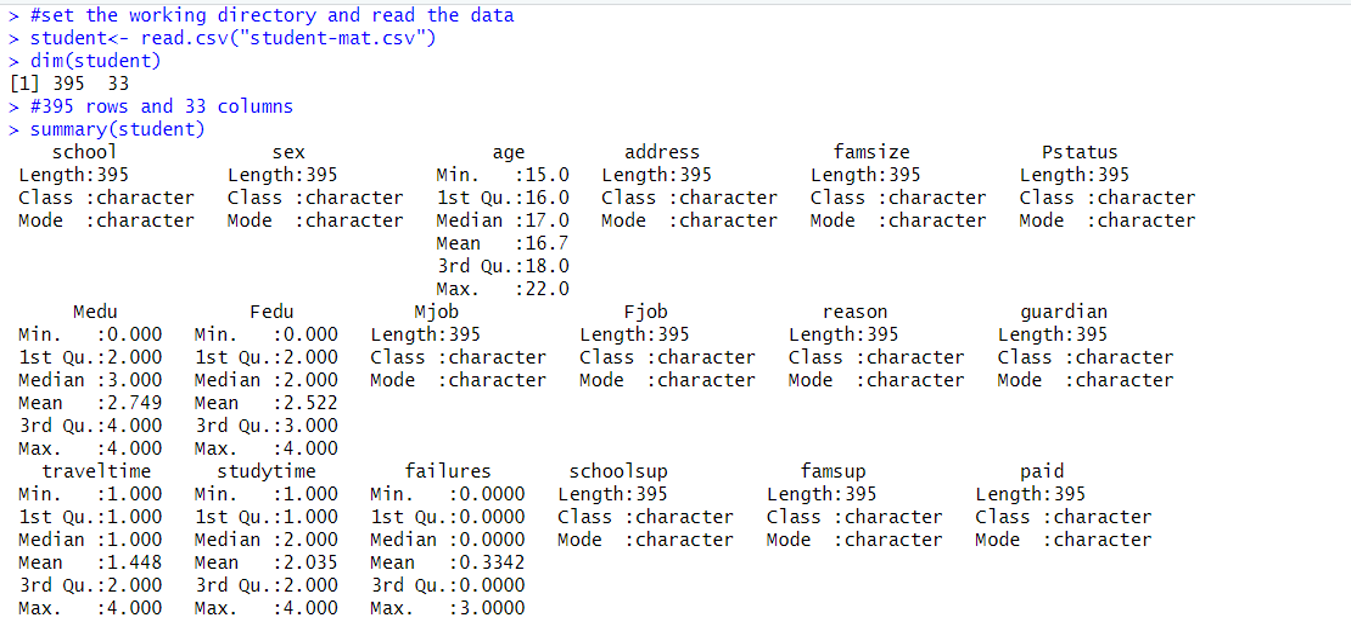 > #set the working directory and read the data
> student<- read.csv("student-mat.csv")
> dim(student)
[1] 395  33
> #395 rows and 33 columns
> summary(student)
    school              sex                 age         address            famsize            Pstatus
 Length:395         Length:395         Min.   :15.0   Length:395         Length:395         Length:395
 Class :character   Class :character   1st Qu.:16.0   Class :character   Class :character   Class :character
 Mode  :character   Mode  :character   Median :17.0   Mode  :character   Mode  :character   Mode  :character
                                       Mean   :16.7
                                       3rd Qu.:18.0
                                       Max.   :22.0
      Medu            Fedu           Mjob               Fjob              reason            guardian
 Min.   :0.000   Min.   :0.000   Length:395         Length:395         Length:395         Length:395
 1st Qu.:2.000   1st Qu.:2.000   Class :character   Class :character   Class :character   Class :character
 Median :3.000   Median :2.000   Mode  :character   Mode  :character   Mode  :character   Mode  :character
 Mean   :2.749   Mean   :2.522
 3rd Qu.:4.000   3rd Qu.:3.000
 Max.   :4.000   Max.   :4.000
   traveltime      studytime        failures       schoolsup            famsup              paid
 Min.   :1.000   Min.   :1.000   Min.   :0.0000   Length:395         Length:395         Length:395
 1st Qu.:1.000   1st Qu.:1.000   1st Qu.:0.0000   Class :character   Class :character   Class :character
 Median :1.000   Median :2.000   Median :0.0000   Mode  :character   Mode  :character   Mode  :character
 Mean   :1.448   Mean   :2.035   Mean   :0.3342
 3rd Qu.:2.000   3rd Qu.:2.000   3rd Qu.:0.0000
 Max.   :4.000   Max.   :4.000   Max.   :3.0000